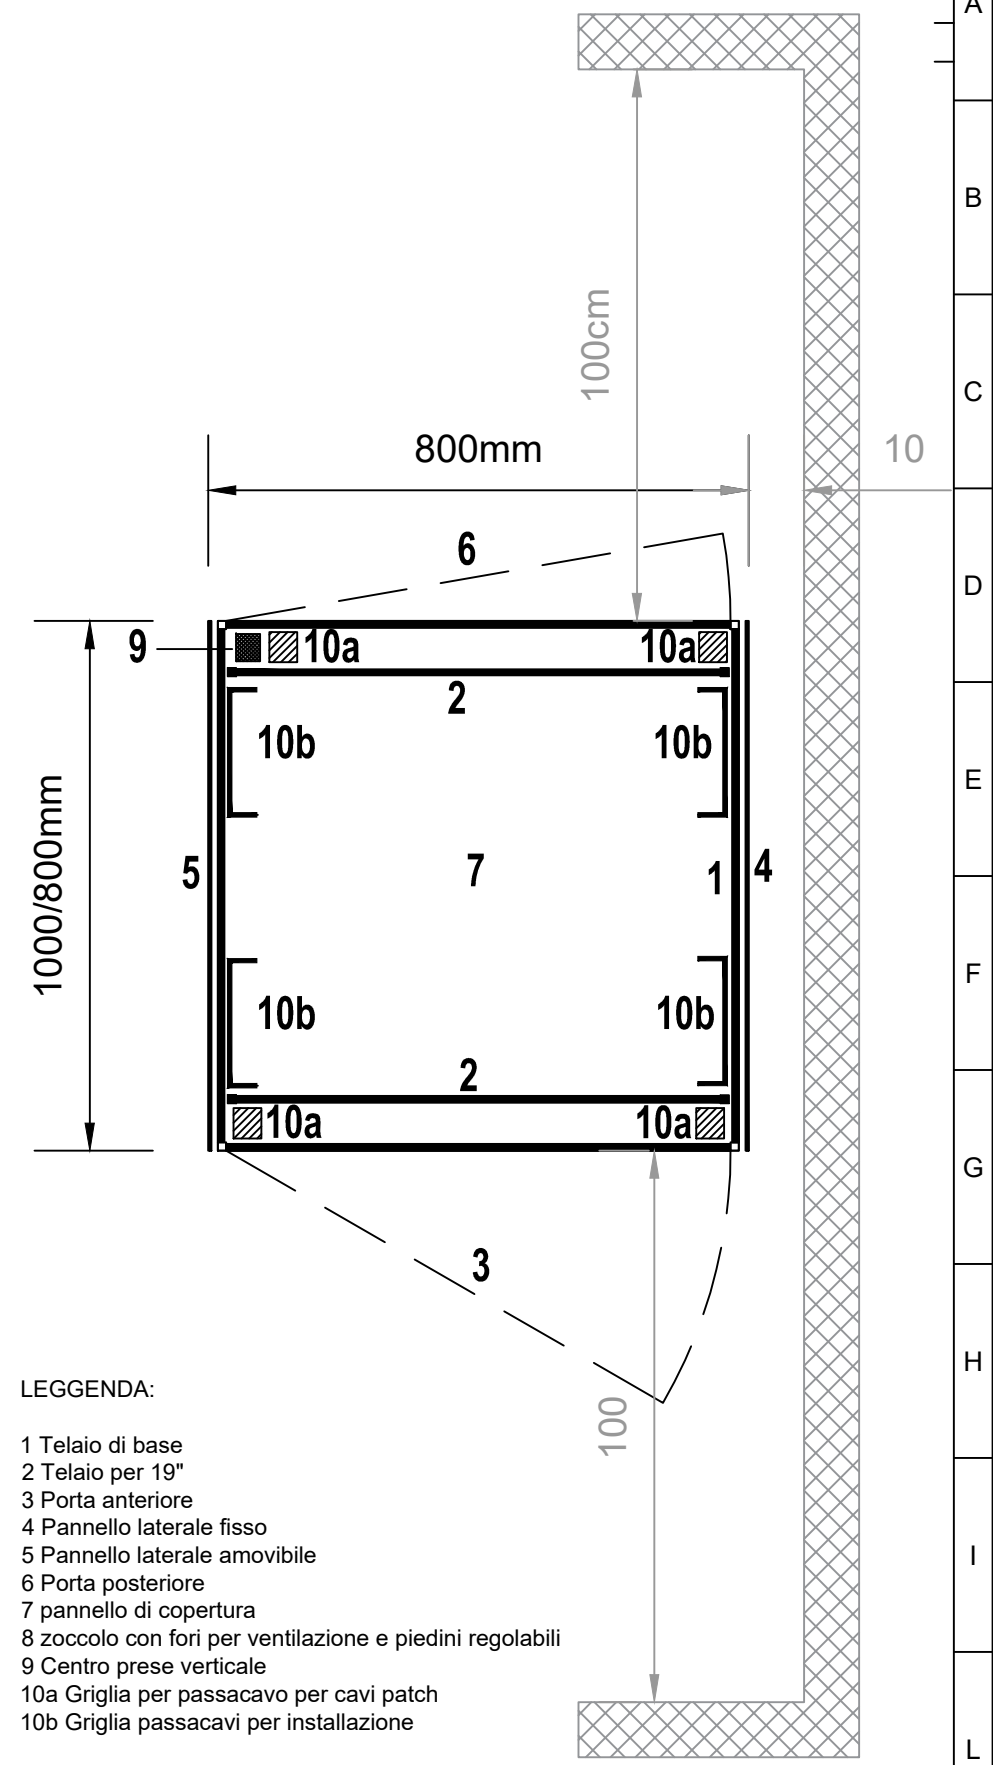 A
B
100cm
C
800mm
10
6
D
9
10a
10a
2
10b
10b
E
1000/800mm
5
7
1
4
F
10b
10b
2
10a
10a
G
3
H
LEGGENDA:
100
1 Telaio di base
2 Telaio per 19"
3 Porta anteriore
4 Pannello laterale fisso
5 Pannello laterale amovibile
I
6 Porta posteriore
7 pannello di copertura
8 zoccolo con fori per ventilazione e piedini regolabili
9 Centro prese verticale
10a Griglia per passacavo per cavi patch
10b Griglia passacavi per installazione
L